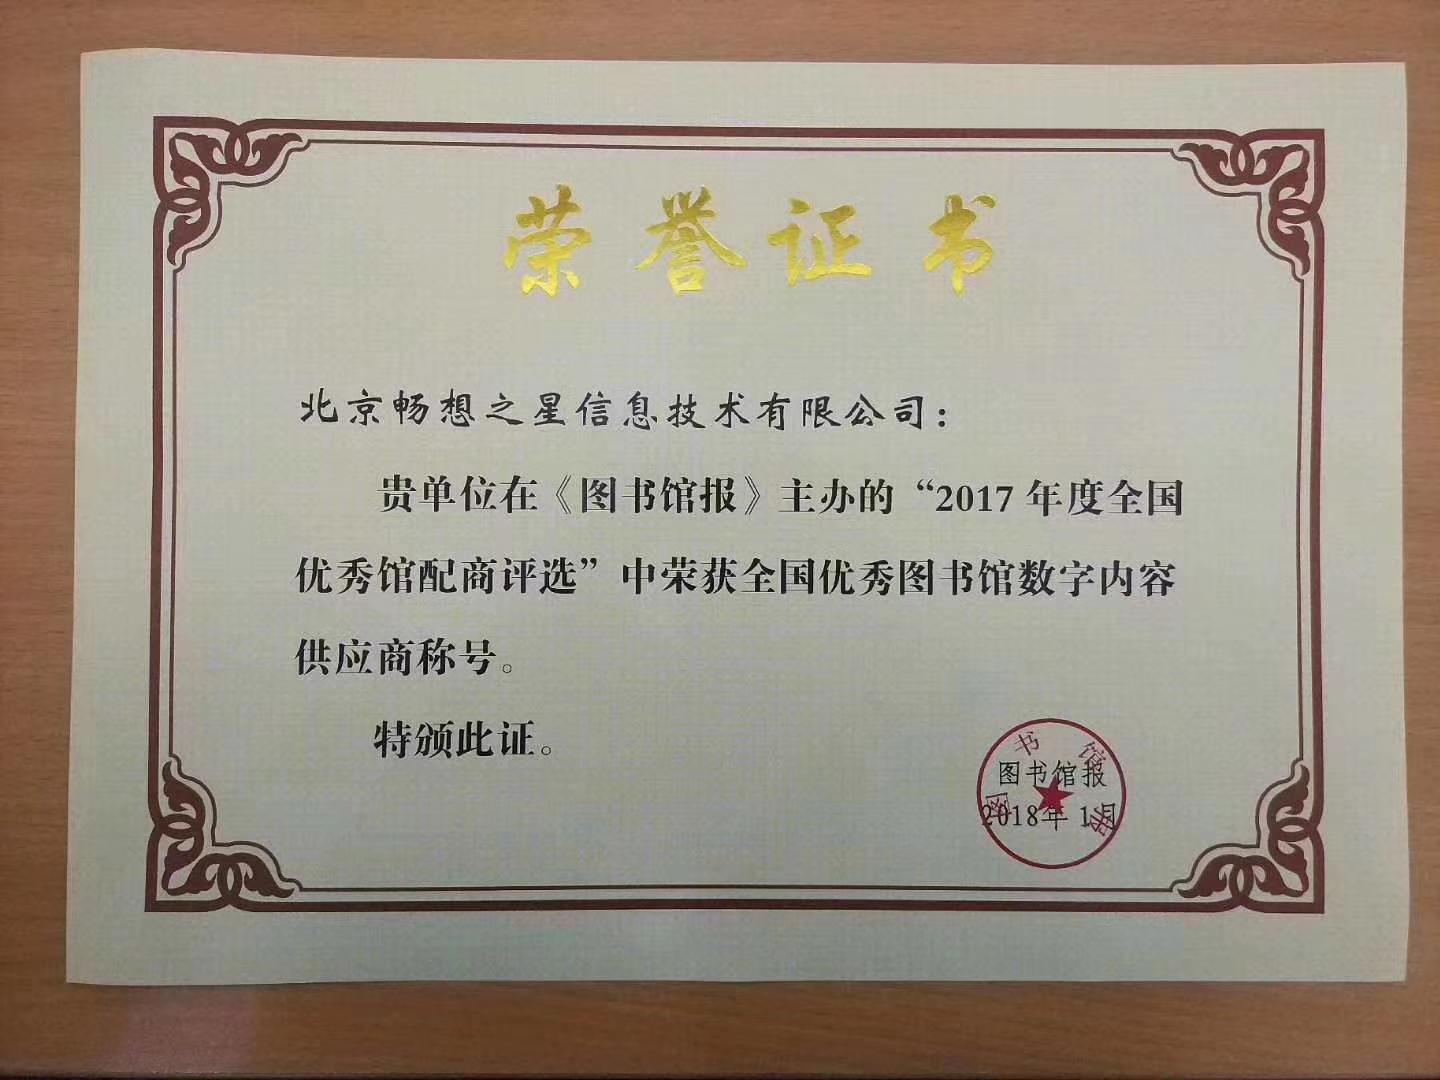 荣誉证书
北京畅想之星信息技术有限公司：
贵单位在《图书馆报》主办的“2017年度全国
优秀馆配商评选”中荣获全国优秀图书馆数字内容
供应商称号。
特颁此证。
图书馆报
图书馆报
2018年1月